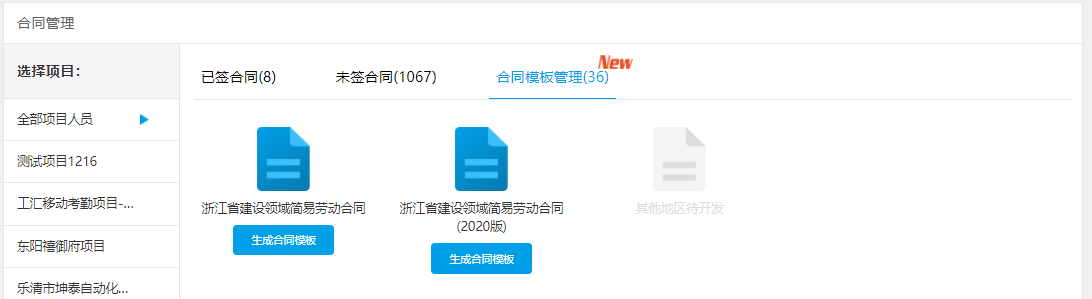 合同管理
选择项目:
全部项目人员
测试项目1216
工汇移动考勤项目-...
东阳禧御府项目
乐清市坤泰自动化...
已签合同(8)
未签合同(1067)
合同模板管理(36)
New
浙江省建设领域简易劳动合同
生成合同模板
浙江省建设领域简易劳动合同
(2020版)
生成合同模板
其他地区待开发